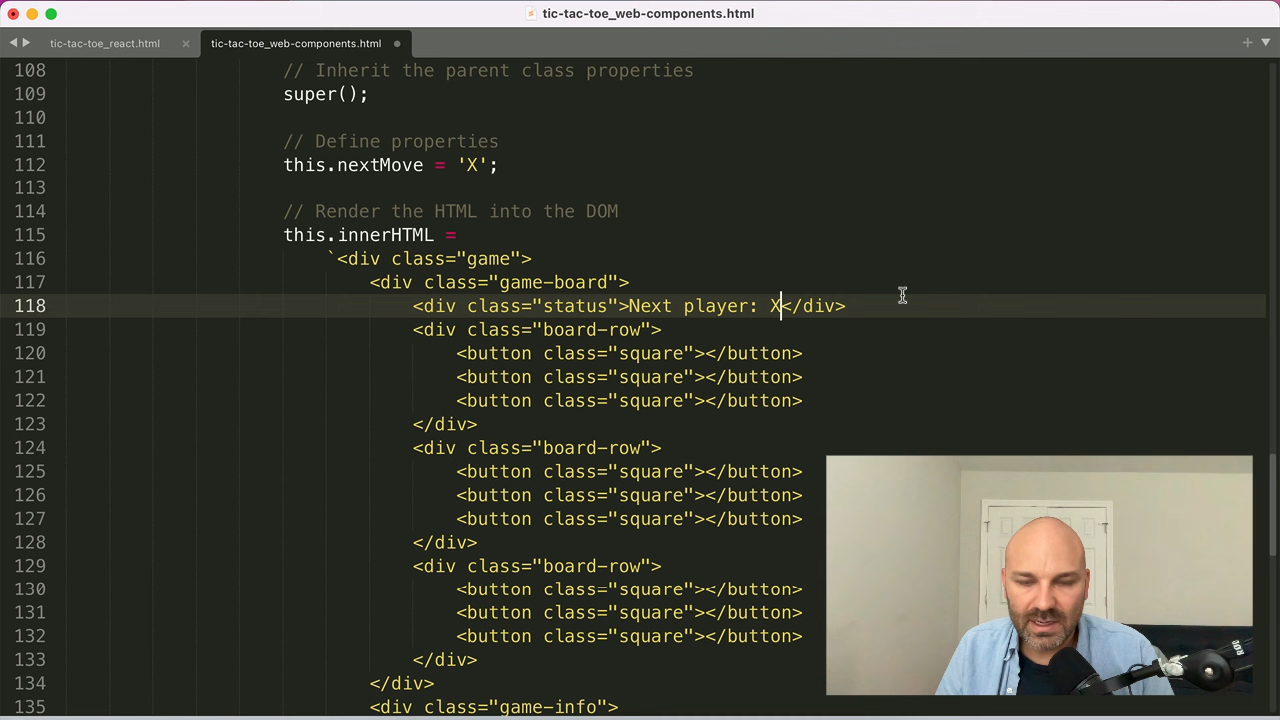 tic-tac-toe_web-components.html
tic-tac-toe_react.html
tic-tac-toe_web-components.html
108 // Inherit the parent class properties
109 super();
110
111 // Define properties
112 this.nextMove = 'X';
113
114 // Render the HTML into the DOM
115 this.innerHTML =
116 `<div class="game">
117 <div class="game-board">
118 <div class="status">Next player: X</div>
119 <div class="board-row">
120 <button class="square"></button>
121 <button class="square"></button>
122 <button class="square"></button>
123 </div>
124 <div class="board-row">
125 <button class="square"></button>
126 <button class="square"></button>
127 <button class="square"></button>
128 </div>
129 <div class="board-row">
130 <button class="square"></button>
131 <button class="square"></button>
132 <button class="square"></button>
133 </div>
134 </div>
135 <div class="game-info">